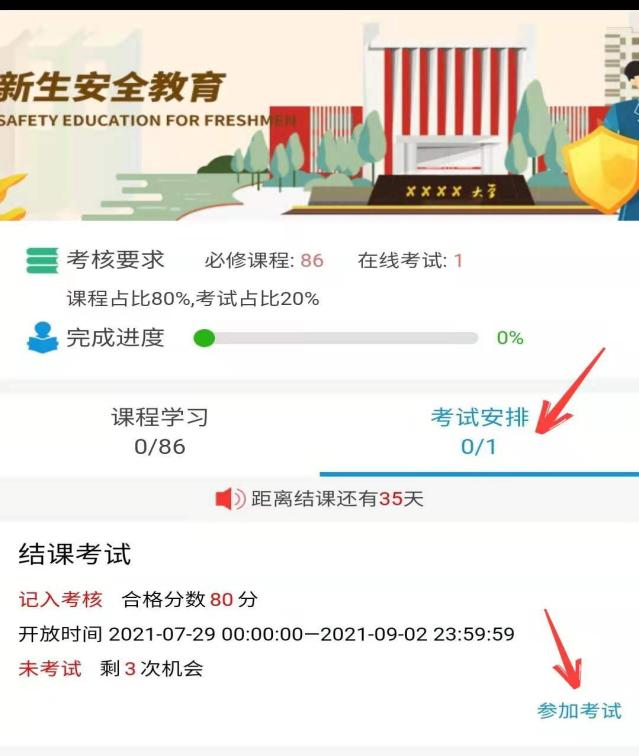 新生安全教育
SAFETY EDUCATION FOR FRESHMEN
XXXX 大学
考核要求 必修课程: 86 在线考试: 1
课程占比80%,考试占比20%
完成进度 0%
课程学习 考试安排
0/86 0/1
距离结课还有35天
结课考试
记入考核 合格分数 80 分
开放时间 2021-07-29 00:00:00—2021-09-02 23:59:59
未考试 剩 3 次机会
参加考试